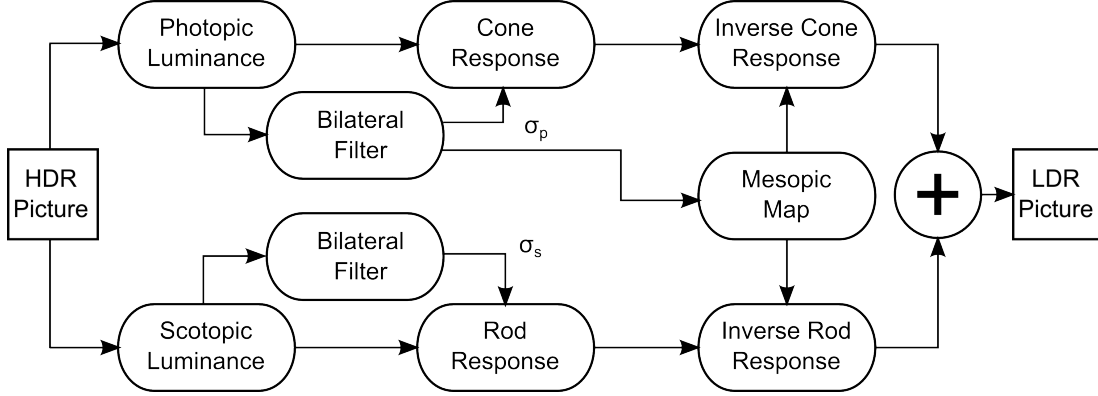 Photopic
Luminance
Cone
Response
Inverse Cone
Response
Bilateral
Filter
σp
HDR
Picture
Mesopic
Map
+
LDR
Picture
Bilateral
Filter
σs
Scotopic
Luminance
Rod
Response
Inverse Rod
Response